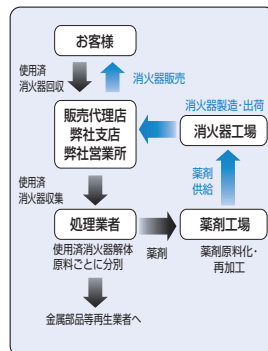 お客様
使用済
消火器回収
消火器販売
販売代理店
弊社支店
弊社営業所
消火器製造・出荷
消火器工場
使用済
消火器収集
薬剤
供給
処理業者
使用済消火器解体
原料ごとに分別
薬剤
薬剤工場
薬剤原料化・
再加工
金属部品等再生業者へ